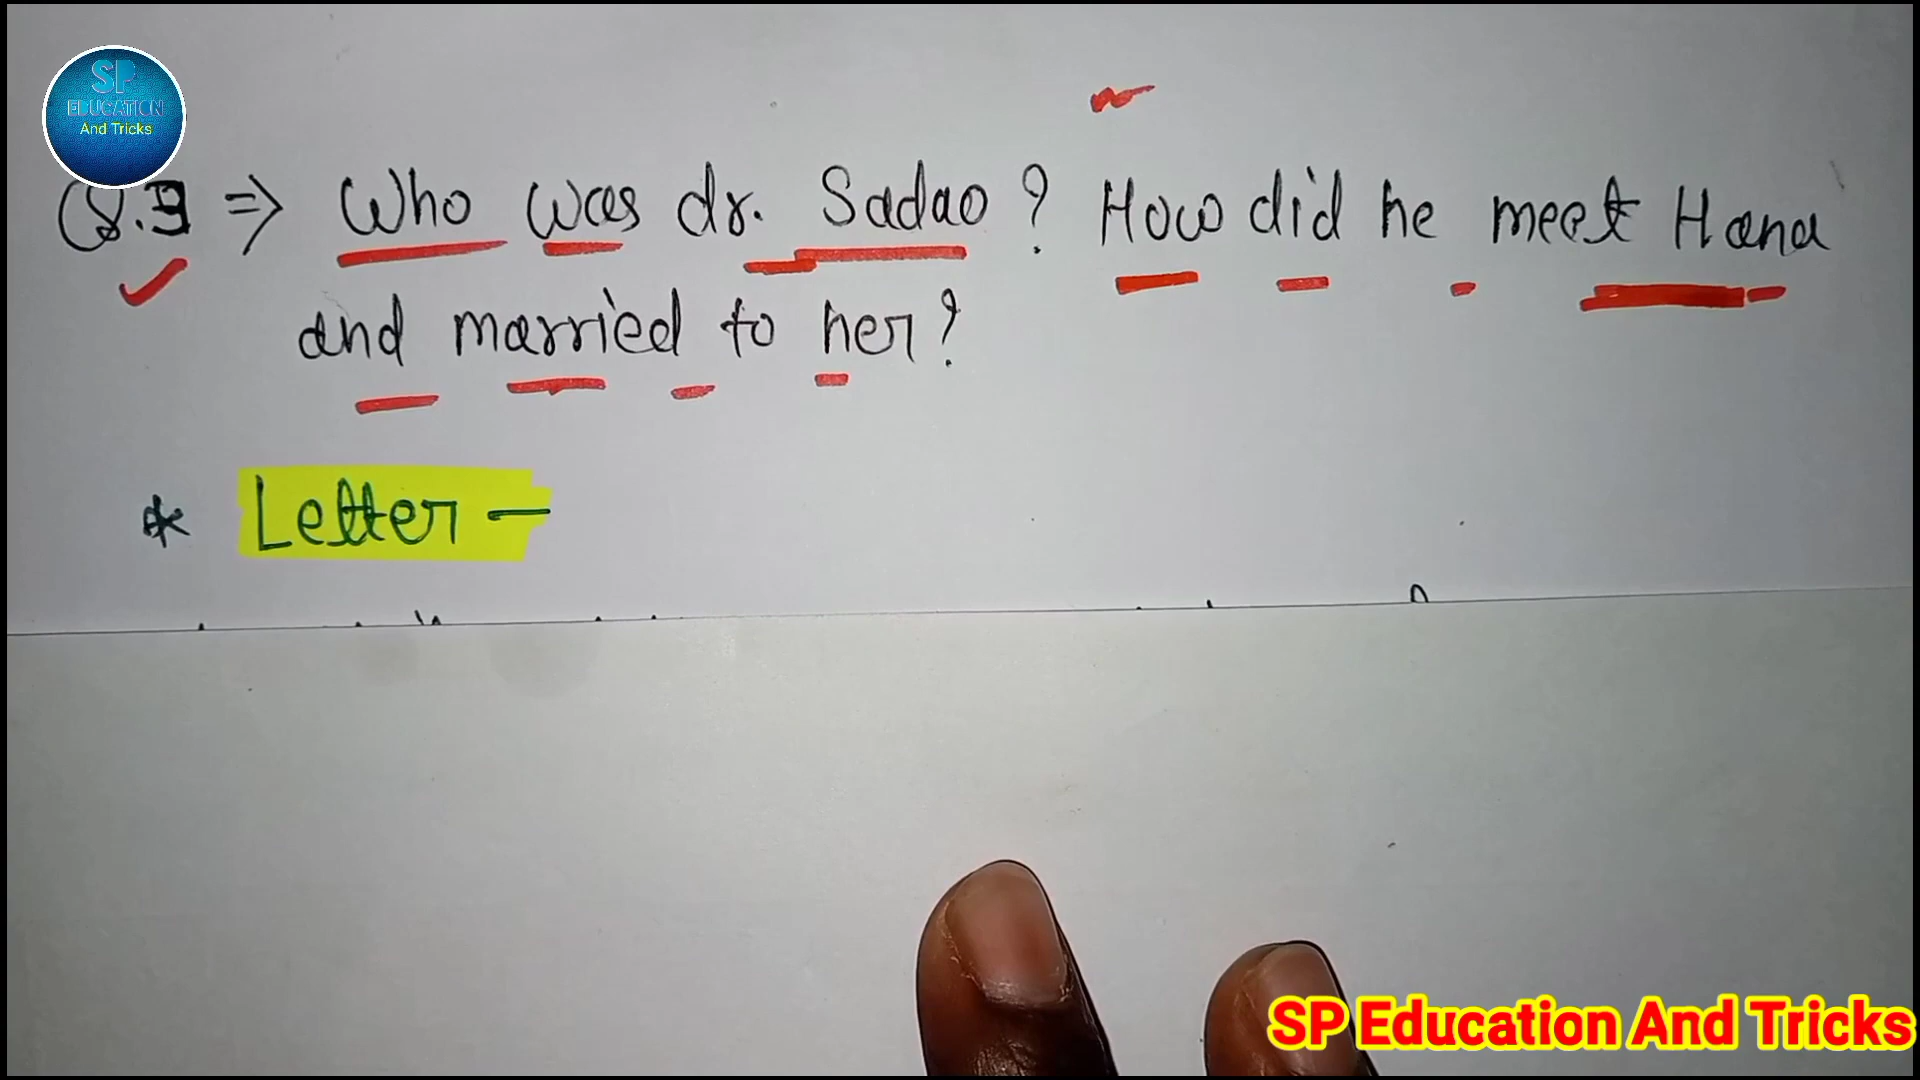 SP
EDUCATION
And Tricks
Q.3 ⇒ Who was dr. Sadao ? How did he meet Hana
and married to her ?
* Letter -
SP Education And Tricks